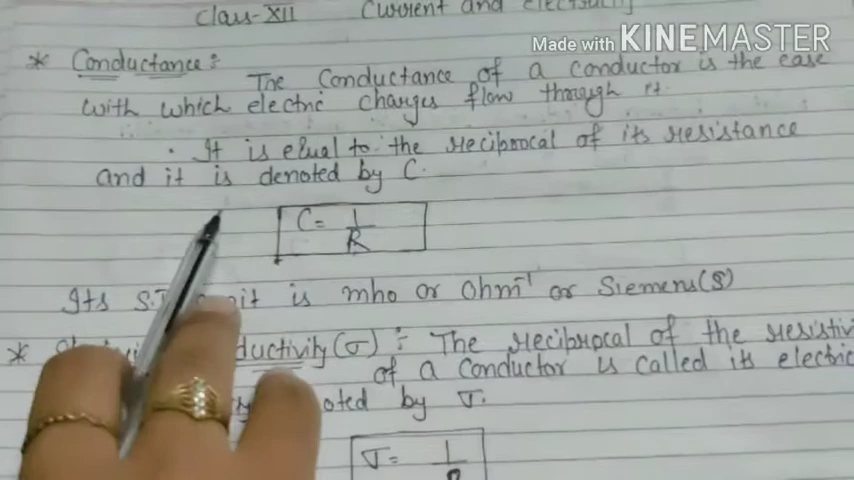 Class-XII Current and electricity
Made with KINEMASTER
* Conductance :
The Conductance of a conductor is the ease
with which electric charges flow through it.
. It is equal to the reciprocal of its resistance
and it is denoted by C.
C = 1/R
Its S.I unit is mho or Ohm⁻¹ or Siemens(S)
* ductivity (σ) : The reciprocal of the resistiv
of a conductor is called its electric
oted by σ.
σ = 1